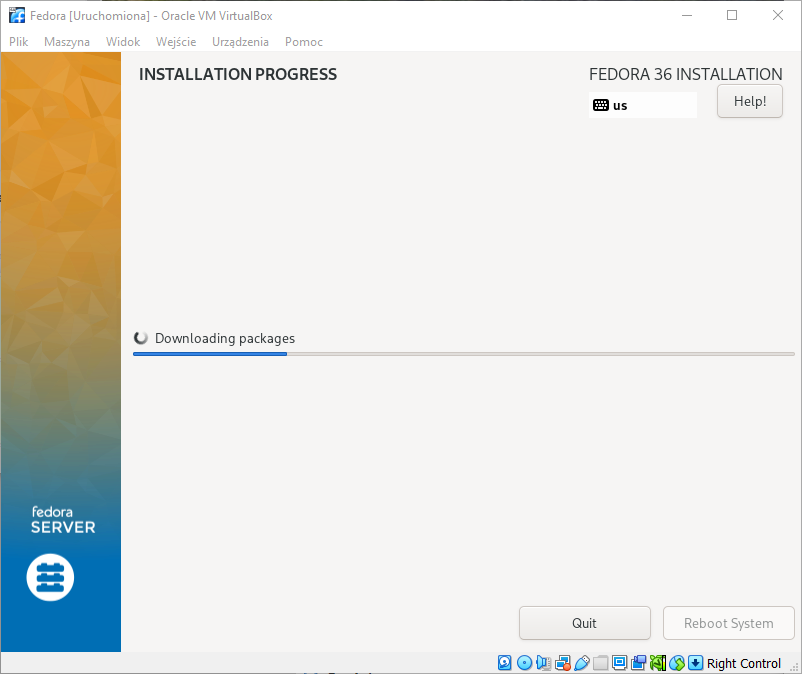 Fedora [Uruchomiona] - Oracle VM VirtualBox
Plik Maszyna Widok Wejście Urządzenia Pomoc
INSTALLATION PROGRESS
FEDORA 36 INSTALLATION
us
Help!
Downloading packages
fedora
SERVER
Quit
Reboot System
Right Control